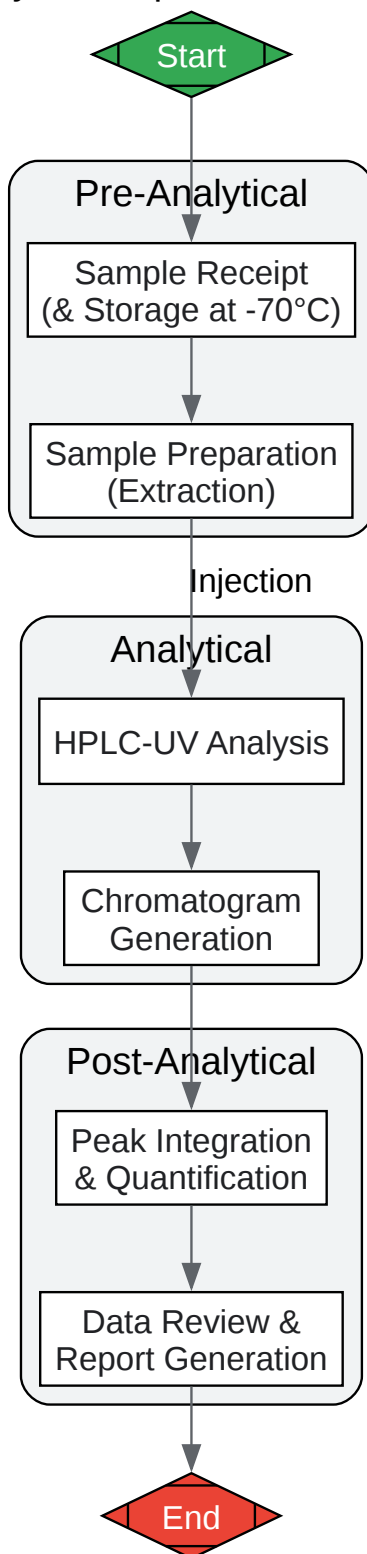 Start
Pre-Analytical
Sample Receipt
(& Storage at -70°C)
Sample Preparation
(Extraction)
Injection
Analytical
HPLC-UV Analysis
Chromatogram
Generation
Post-Analytical
Peak Integration
& Quantification
Data Review &
Report Generation
End